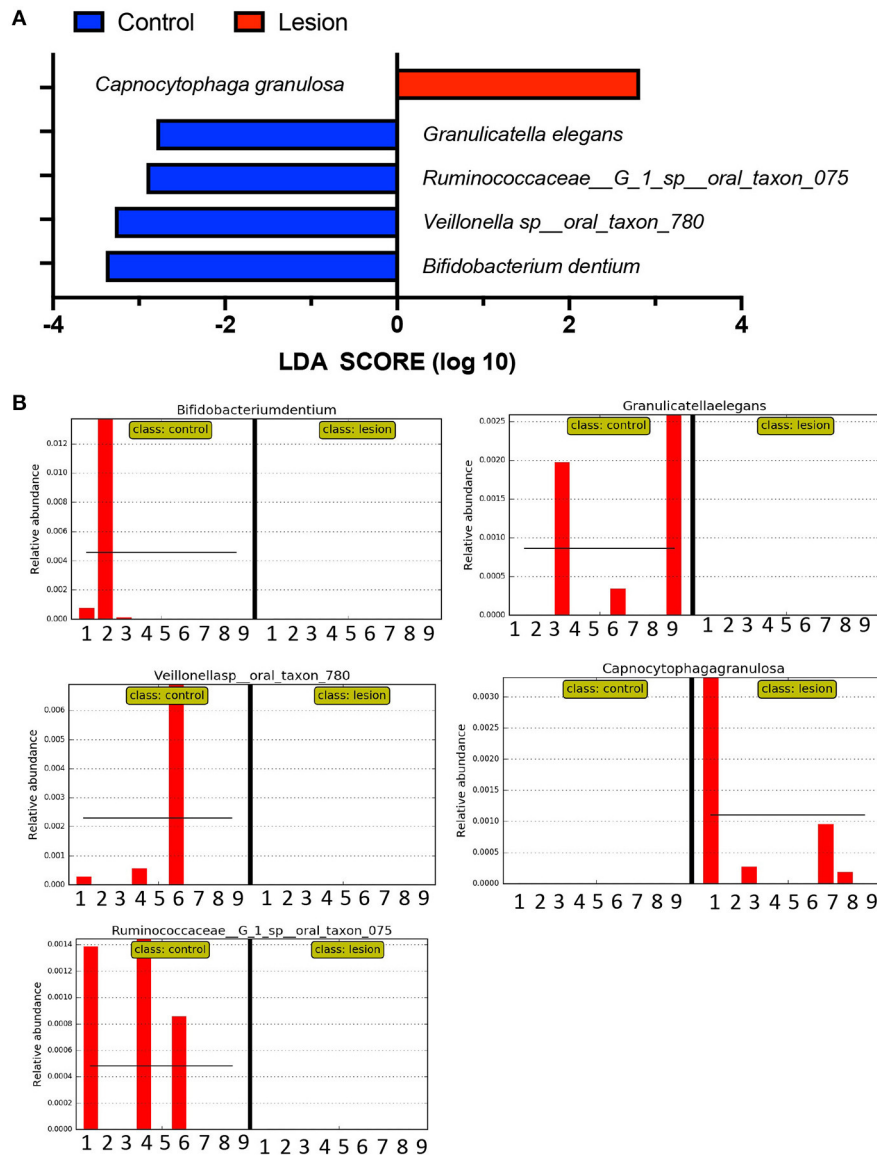 A
Control Lesion
Capnocytophaga granulosa
Granulicatella elegans
Ruminococcaceae__G_1_sp__oral_taxon_075
Veillonella sp__oral_taxon_780
Bifidobacterium dentium
-4 -2 0 2 4
LDA SCORE (log 10)
B
Bifidobacteriumdentium
class: control class: lesion
Relative abundance
0.012
0.010
0.008
0.006
0.004
0.002
0.000
1 2 3 4 5 6 7 8 9 1 2 3 4 5 6 7 8 9
Granulicatellaelegans
class: control class: lesion
Relative abundance
0.0025
0.0020
0.0015
0.0010
0.0005
0.0000
1 2 3 4 5 6 7 8 9 1 2 3 4 5 6 7 8 9
Veillonellasp__oral_taxon_780
class: control class: lesion
Relative abundance
0.006
0.005
0.004
0.003
0.002
0.001
0.000
1 2 3 4 5 6 7 8 9 1 2 3 4 5 6 7 8 9
Capnocytophagagranulosa
class: control class: lesion
Relative abundance
0.0030
0.0025
0.0020
0.0015
0.0010
0.0005
0.0000
1 2 3 4 5 6 7 8 9 1 2 3 4 5 6 7 8 9
Ruminococcaceae__G_1_sp__oral_taxon_075
class: control class: lesion
Relative abundance
0.0014
0.0012
0.0010
0.0008
0.0006
0.0004
0.0002
0.0000
1 2 3 4 5 6 7 8 9 1 2 3 4 5 6 7 8 9